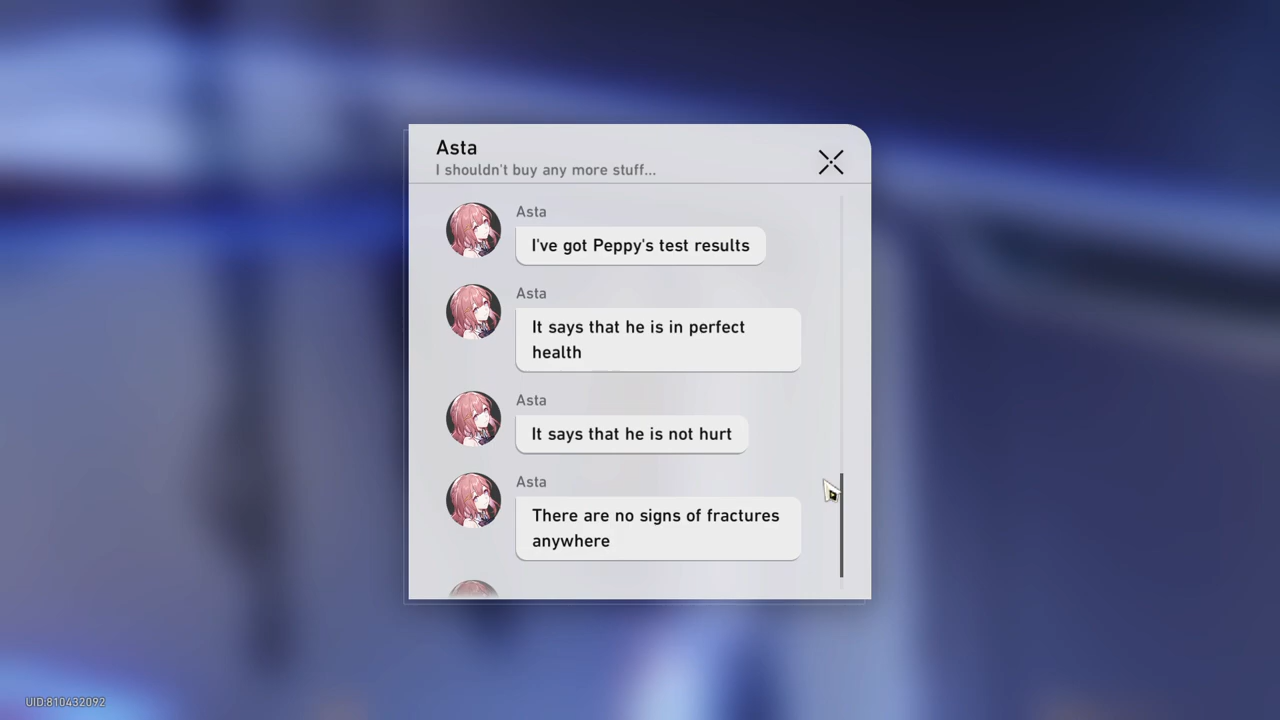 Asta
I shouldn't buy any more stuff...
Asta
I've got Peppy's test results
Asta
It says that he is in perfect
health
Asta
It says that he is not hurt
Asta
There are no signs of fractures
anywhere
UID:810432092